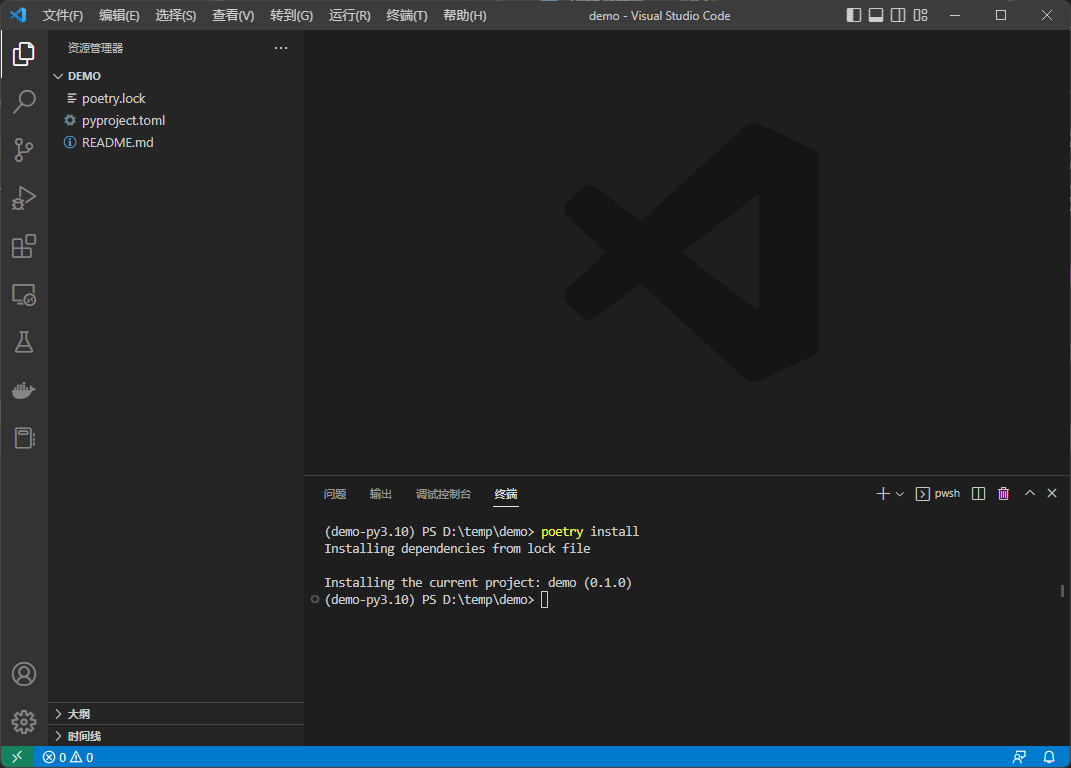 文件(F) 编辑(E) 选择(S) 查看(V) 转到(G) 运行(R) 终端(T) 帮助(H) demo - Visual Studio Code
资源管理器
DEMO
poetry.lock
pyproject.toml
README.md
问题 输出 调试控制台 终端 pwsh
(demo-py3.10) PS D:\temp\demo> poetry install
Installing dependencies from lock file
Installing the current project: demo (0.1.0)
(demo-py3.10) PS D:\temp\demo>
大纲
时间线
0 0